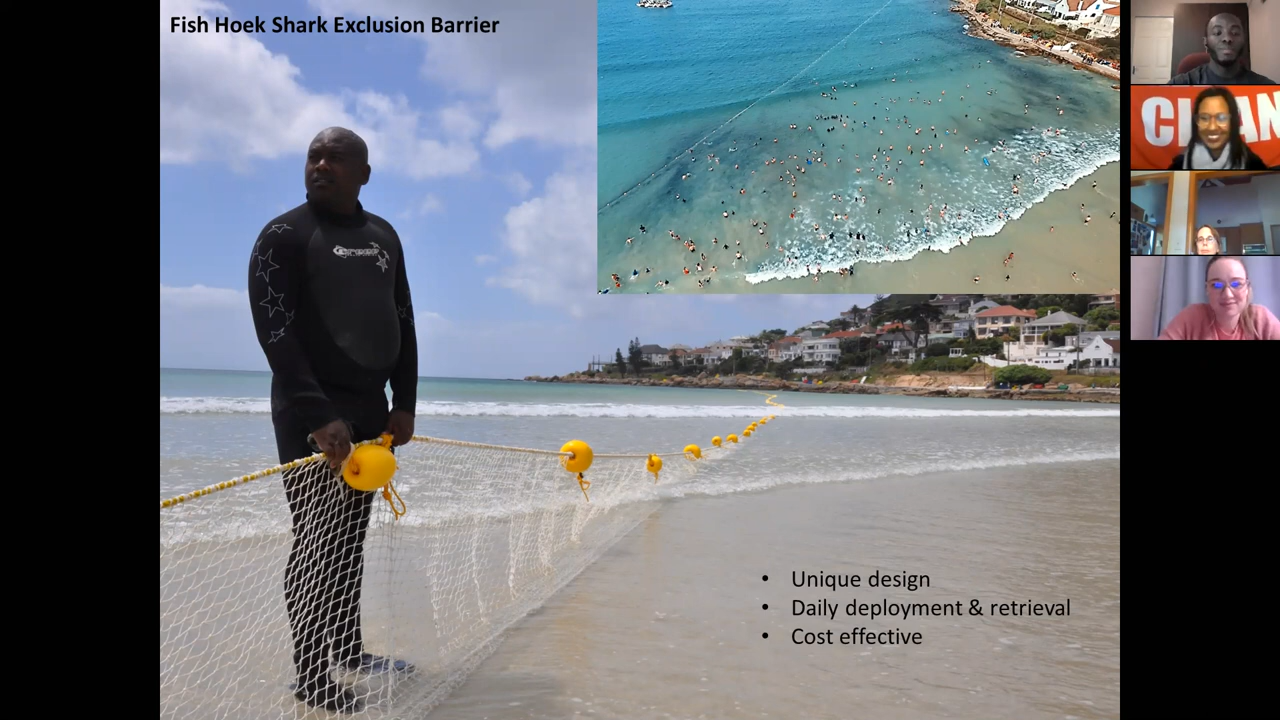 Fish Hoek Shark Exclusion Barrier
• Unique design
• Daily deployment & retrieval
• Cost effective